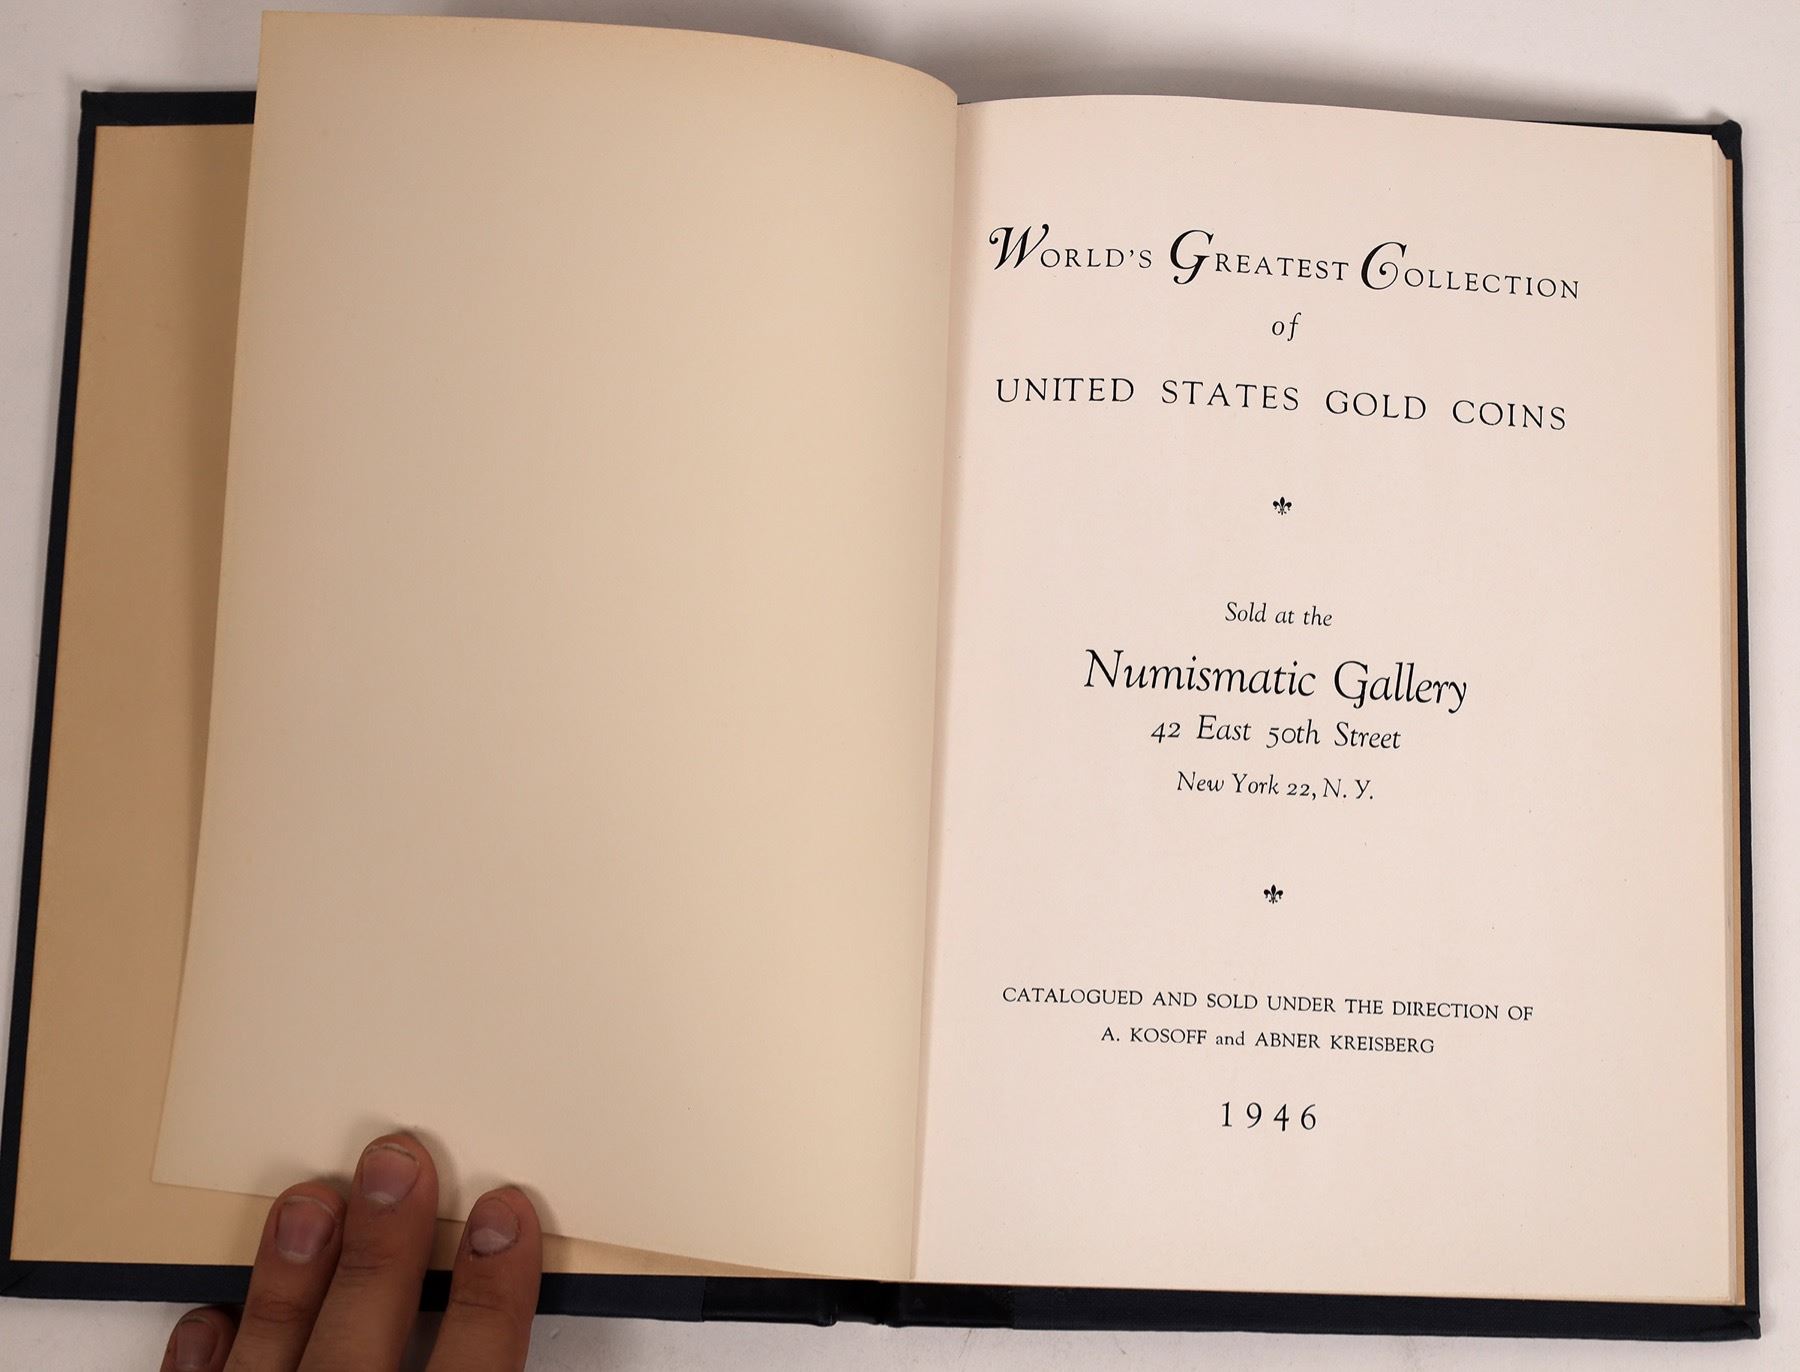 WORLD'S GREATEST COLLECTION
of
UNITED STATES GOLD COINS
Sold at the
Numismatic Gallery
42 East 50th Street
New York 22, N. Y.
CATALOGUED AND SOLD UNDER THE DIRECTION OF
A. KOSOFF and ABNER KREISBERG
1946